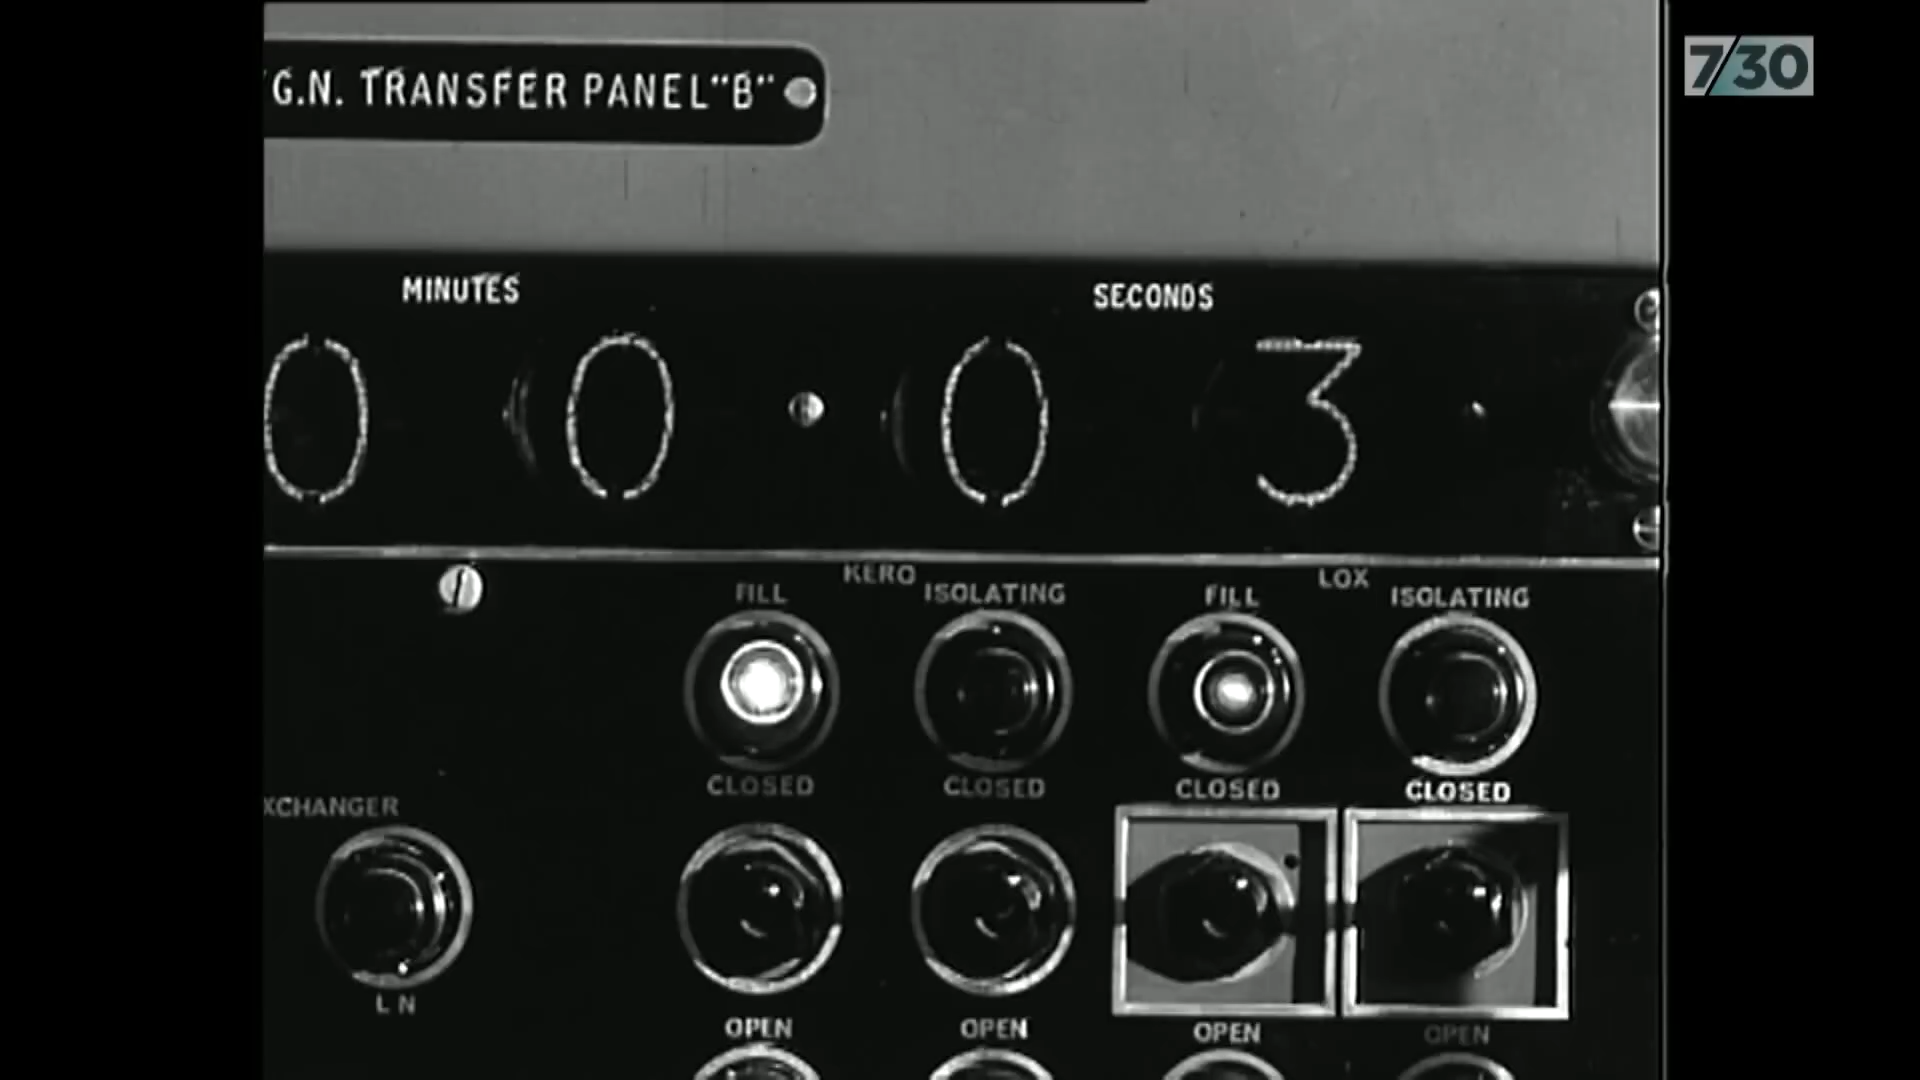 7/30
G.N. TRANSFER PANEL "B"
MINUTES SECONDS
0 0 0 3
KERO LOX
FILL ISOLATING FILL ISOLATING
CLOSED CLOSED CLOSED CLOSED
XCHANGER
L N
OPEN OPEN OPEN OPEN